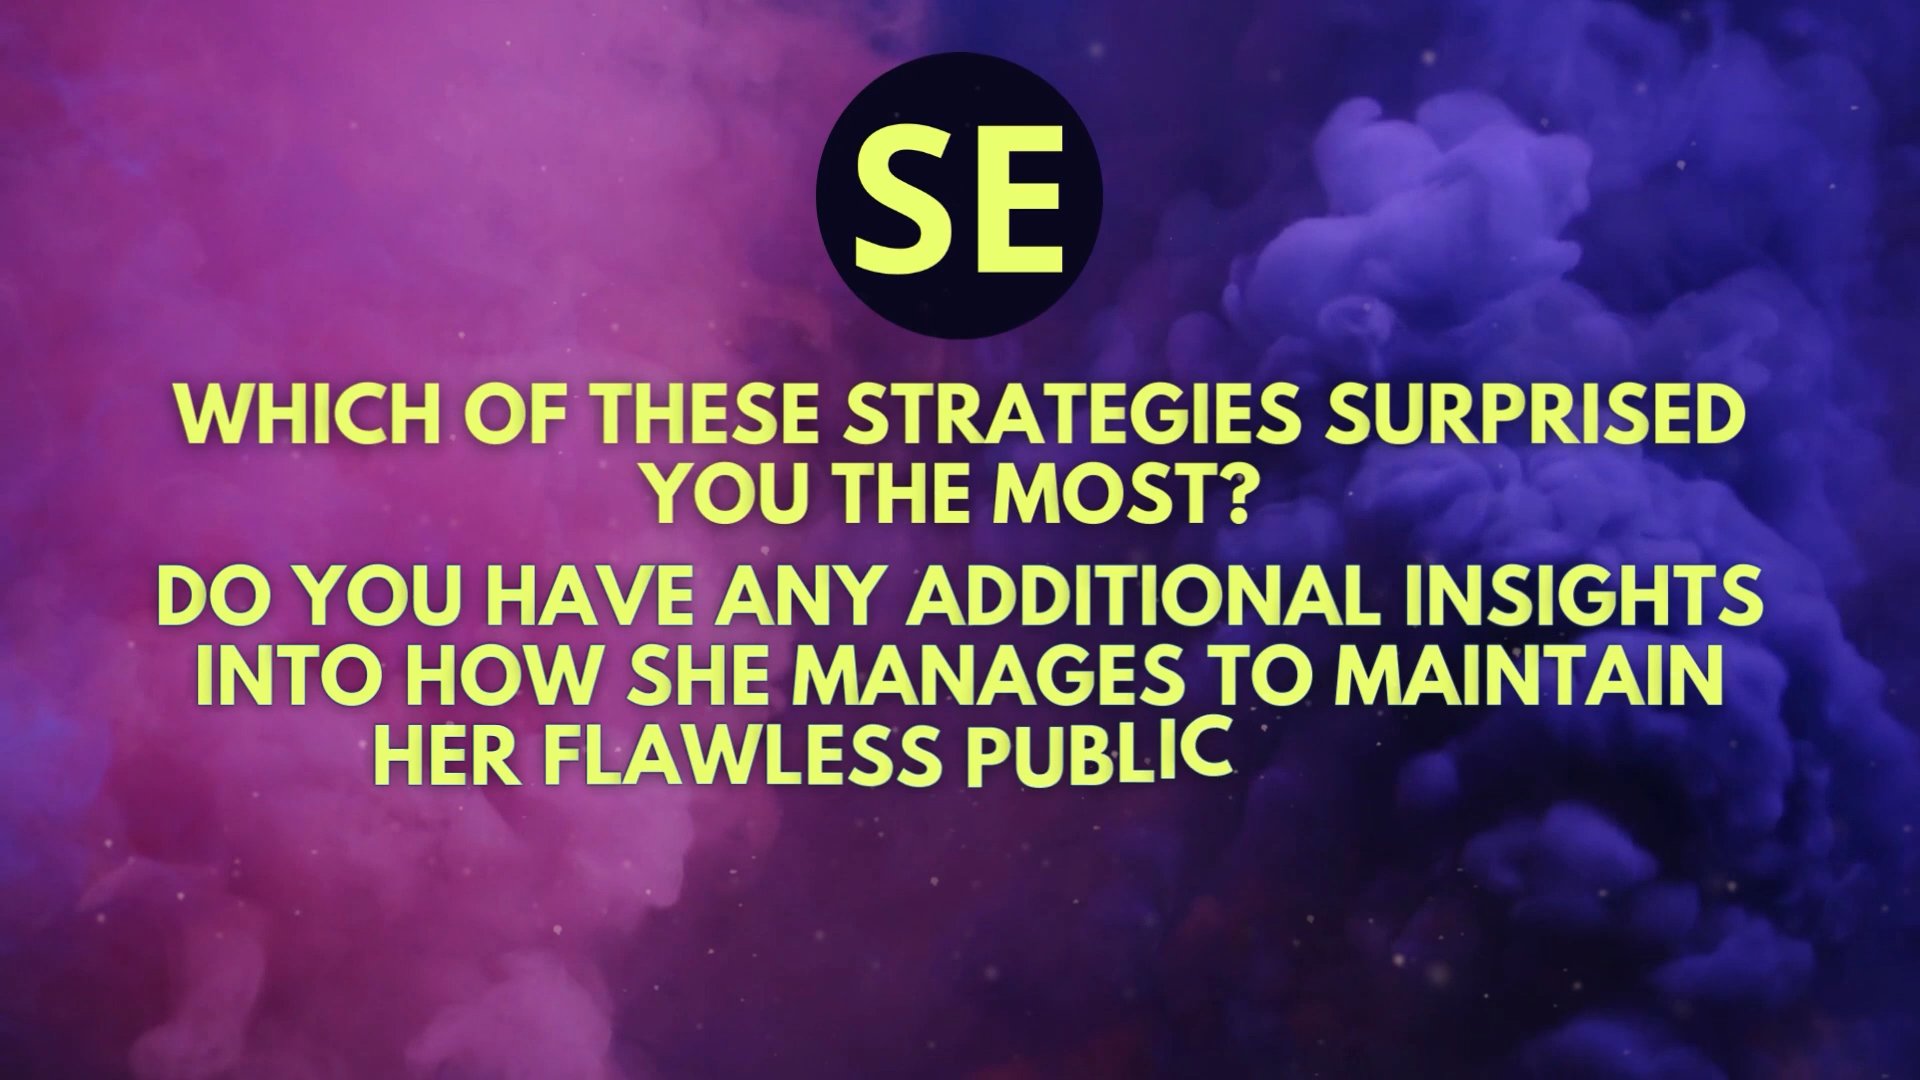 SE
WHICH OF THESE STRATEGIES SURPRISED
YOU THE MOST?
DO YOU HAVE ANY ADDITIONAL INSIGHTS
INTO HOW SHE MANAGES TO MAINTAIN
HER FLAWLESS PUBLIC